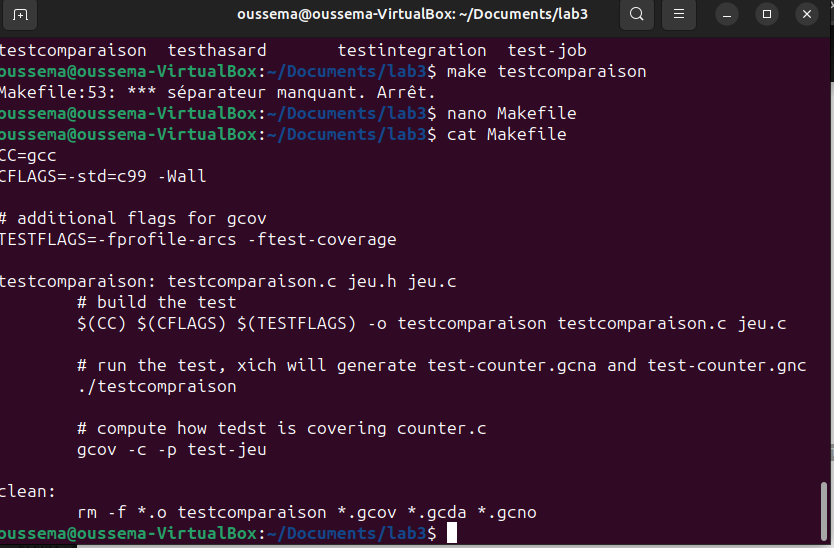 oussema@oussema-VirtualBox: ~/Documents/lab3
testcomparaison  testhasard       testintegration  test-job
oussema@oussema-VirtualBox:~/Documents/lab3$ make testcomparaison
Makefile:53: *** séparateur manquant. Arrêt.
oussema@oussema-VirtualBox:~/Documents/lab3$ nano Makefile
oussema@oussema-VirtualBox:~/Documents/lab3$ cat Makefile
CC=gcc
CFLAGS=-std=c99 -Wall
# additional flags for gcov
TESTFLAGS=-fprofile-arcs -ftest-coverage
testcomparaison: testcomparaison.c jeu.h jeu.c
        # build the test
        $(CC) $(CFLAGS) $(TESTFLAGS) -o testcomparaison testcomparaison.c jeu.c
        # run the test, xich will generate test-counter.gcna and test-counter.gnc
        ./testcompraison
        # compute how tedst is covering counter.c
        gcov -c -p test-jeu
clean:
        rm -f *.o testcomparaison *.gcov *.gcda *.gcno
oussema@oussema-VirtualBox:~/Documents/lab3$